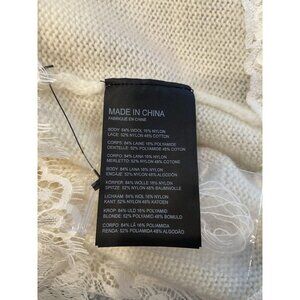 MADE IN CHINA
FABRIQUÉ EN CHINE
BODY: 84% WOOL 16% NYLON
LACE: 52% NYLON 48% COTTON
CORPS: 84% LAINE 16% POLYAMIDE
DENTELLE: 52% POLYAMIDE 48% COTON
CORPO: 84% LANA 16% NYLON
MERLETTO: 52% NYLON 48% COTONE
BODY: 84% LANA 16% NYLON
ENCAJE: 52% NYLON 48% ALGODÓN
KÖRPER: 84% WOLLE 16% NYLON
SPITZE: 52% NYLON 48% BAUMWOLLE
LICHAAM: 84% WOL 16% NYLON
KANT: 52% NYLON 48% KATOEN
KROP: 84% ULD 16% POLYAMID
BLONDE: 52% POLYAMID 48% BOMULD
CORPO: 84% LÃ 16% POLIAMIDA
RENDA: 52% POLIAMIDA 48% ALGODÃO